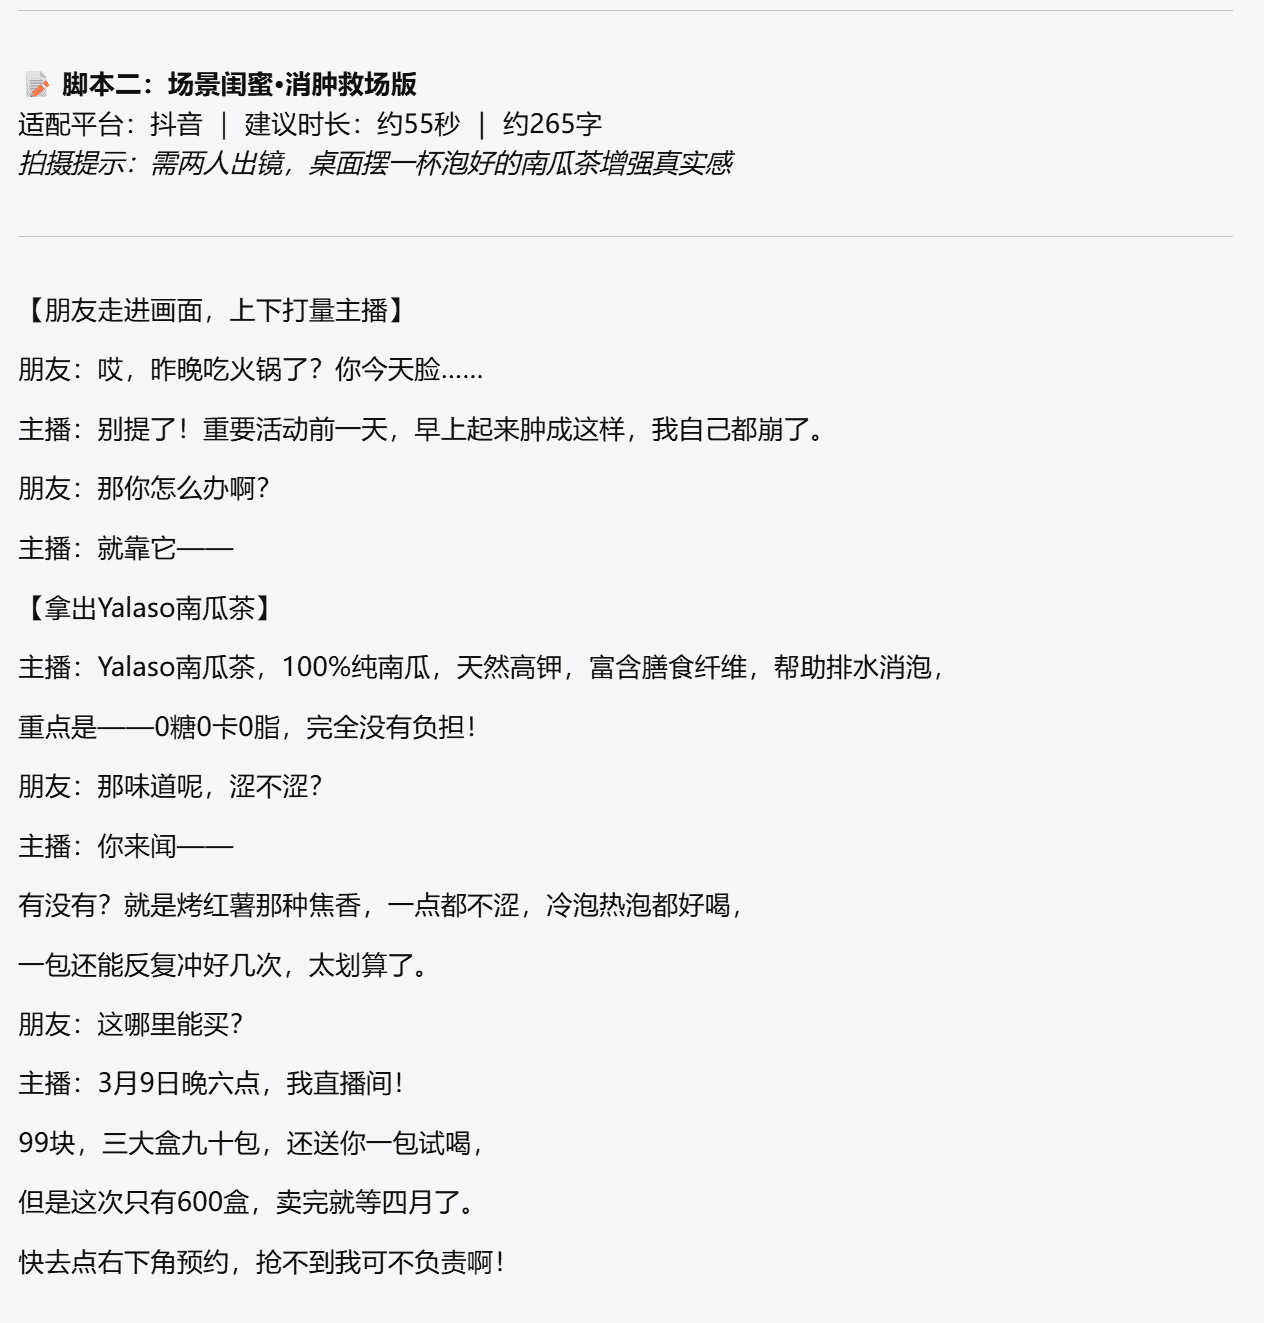 📝 脚本二：场景闺蜜•消肿救场版
适配平台：抖音 | 建议时长：约55秒 | 约265字
拍摄提示：需两人出镜，桌面摆一杯泡好的南瓜茶增强真实感
【朋友走进画面，上下打量主播】
朋友：哎，昨晚吃火锅了？你今天脸……
主播：别提了！重要活动前一天，早上起来肿成这样，我自己都崩了。
朋友：那你怎么办啊？
主播：就靠它——
【拿出Yalaso南瓜茶】
主播：Yalaso南瓜茶，100%纯南瓜，天然高钾，富含膳食纤维，帮助排水消泡，
重点是——0糖0卡0脂，完全没有负担！
朋友：那味道呢，涩不涩？
主播：你来闻——
有没有？就是烤红薯那种焦香，一点都不涩，冷泡热泡都好喝，
一包还能反复冲好几次，太划算了。
朋友：这哪里能买？
主播：3月9日晚六点，我直播间！
99块，三大盒九十包，还送你一包试喝，
但是这次只有600盒，卖完就等四月了。
快去点右下角预约，抢不到我可不负责啊！